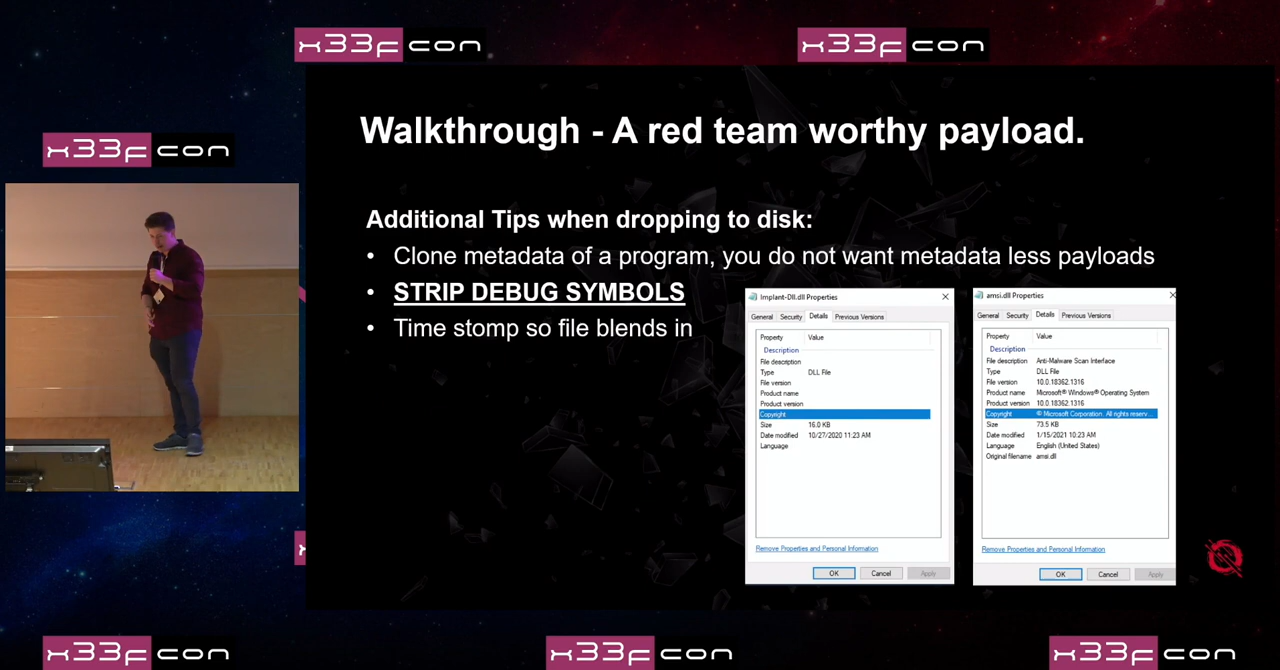 x33fcon
x33fcon
x33fcon
Walkthrough - A red team worthy payload.
Additional Tips when dropping to disk:
• Clone metadata of a program, you do not want metadata less payloads
• STRIP DEBUG SYMBOLS
• Time stomp so file blends in
Implant-Dll.dll Properties
General Security Details Previous Versions
Property Value
Description
File description
Type DLL File
File version
Product name
Product version
Copyright
Size 16.0 KB
Date modified 10/27/2020 11:23 AM
Language
Remove Properties and Personal Information
OK Cancel Apply
amsi.dll Properties
General Security Details Previous Versions
Property Value
Description
File description Anti-Malware Scan Interface
Type DLL File
File version 10.0.18362.1316
Product name Microsoft® Windows® Operating System
Product version 10.0.18362.1316
Copyright © Microsoft Corporation. All rights reserv...
Size 73.5 KB
Date modified 1/15/2021 10:23 AM
Language English (United States)
Original filename amsi.dll
Remove Properties and Personal Information
OK Cancel Apply
x33fcon
x33fcon
x33fcon